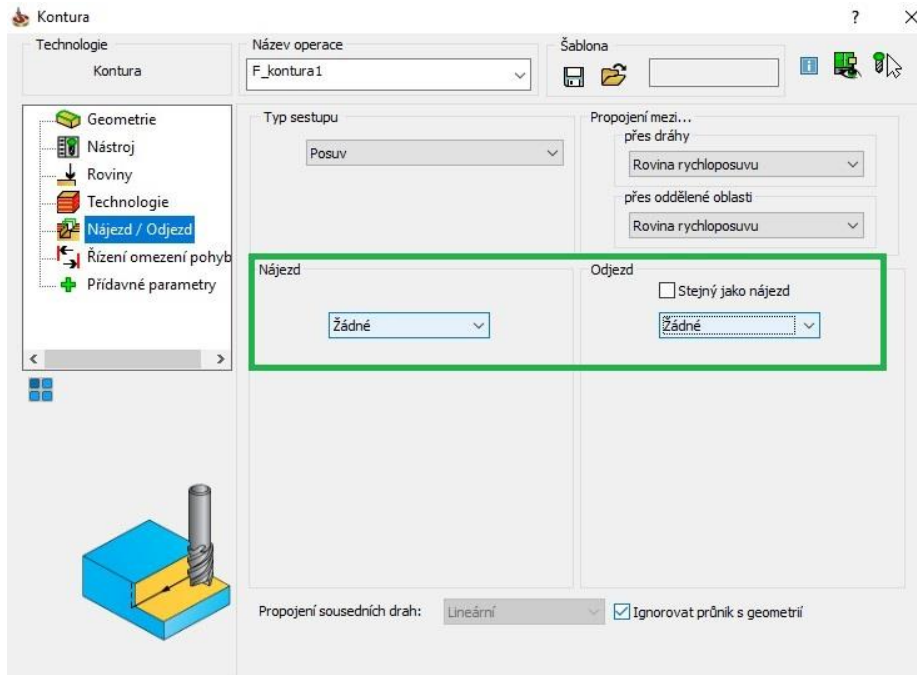 Kontura
?
Technologie
Kontura
Název operace
F_kontura1
Šablona
Geometrie
Nástroj
Roviny
Technologie
Nájezd / Odjezd
Řízení omezení pohyb
Přídavné parametry
Typ sestupu
Posuv
Propojení mezi...
přes dráhy
Rovina rychloposuvu
přes oddělené oblasti
Rovina rychloposuvu
Nájezd
Žádné
Odjezd
Stejný jako nájezd
Žádné
Propojení sousedních drah:
Lineární
Ignorovat průnik s geometrií